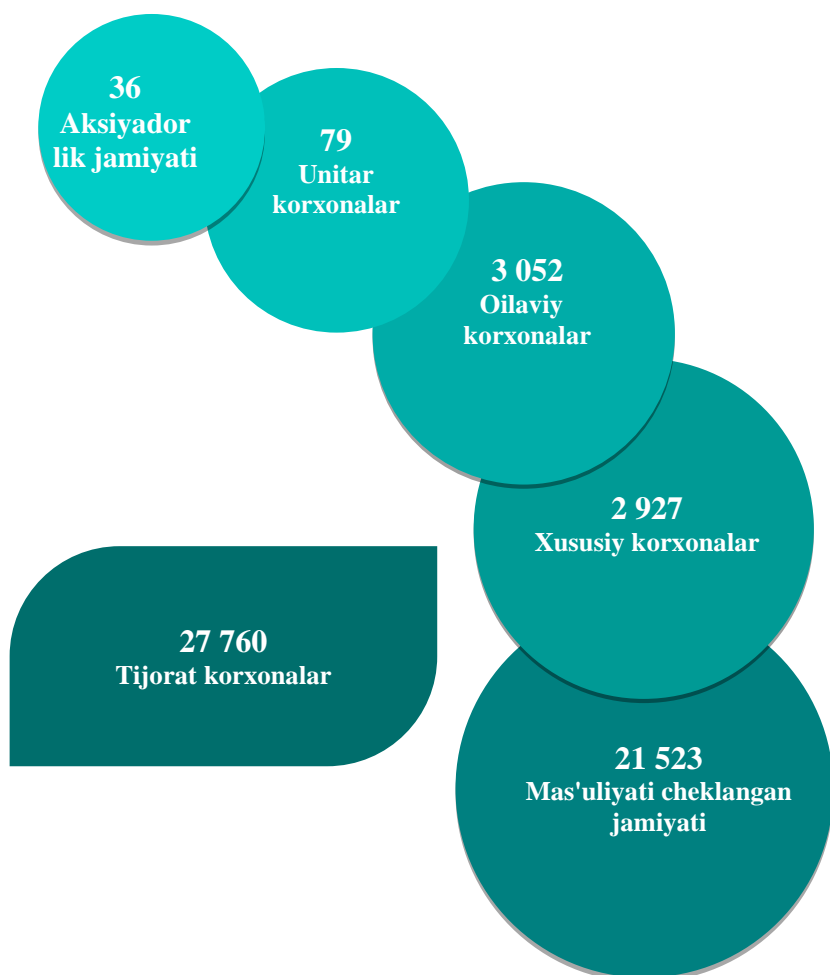 36
Aksiyador
lik jamiyati
79
Unitar
korxonalar
3 052
Oilaviy
korxonalar
2 927
Xususiy korxonalar
27 760
Tijorat korxonalar
21 523
Mas'uliyati cheklangan
jamiyati